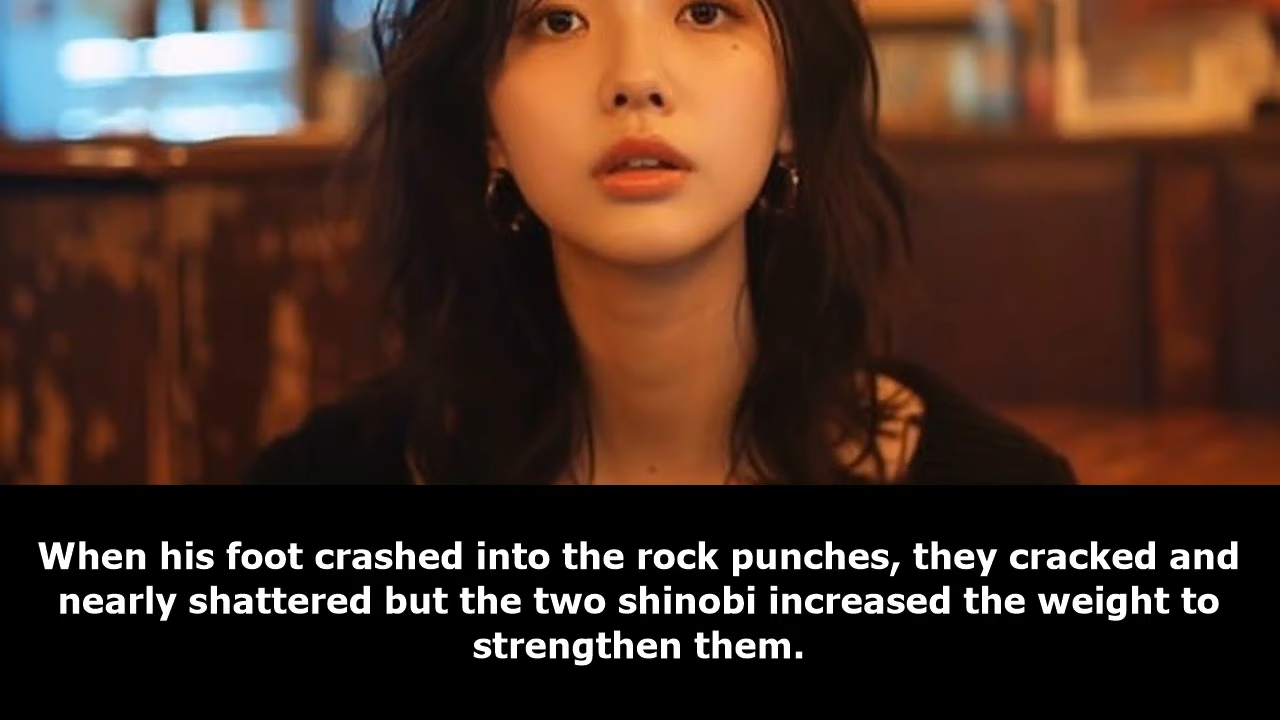 When his foot crashed into the rock punches, they cracked and
nearly shattered but the two shinobi increased the weight to
strengthen them.